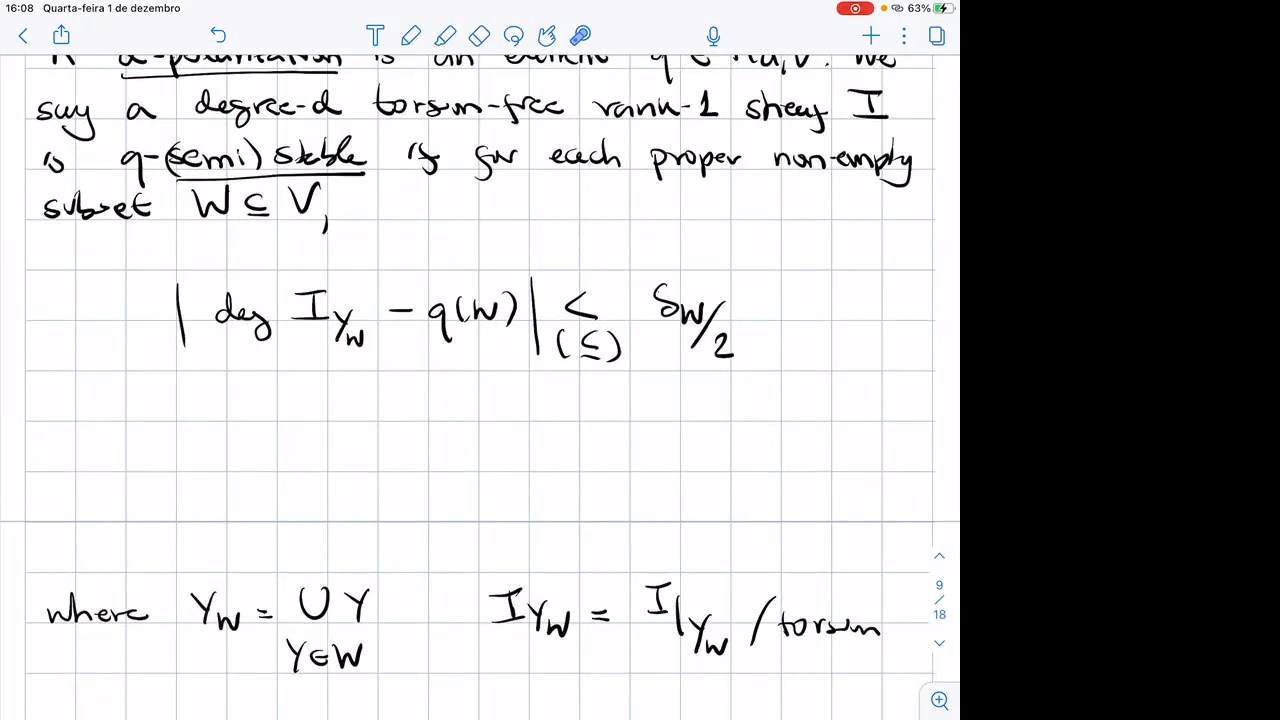 16:08 Quarta-feira 1 de dezembro 63%
is an
say a degree-d torsion-free rank-1 sheaf I
is q-(semi) stable if for each proper non-empty
subset W ⊆ V,
| deg I_{Y_W} - q(W) | < (≤) δ_W/2
where Y_W = ∪_{Y∈W} Y I_{Y_W} = I|_{Y_W} / torsion
9
/
18